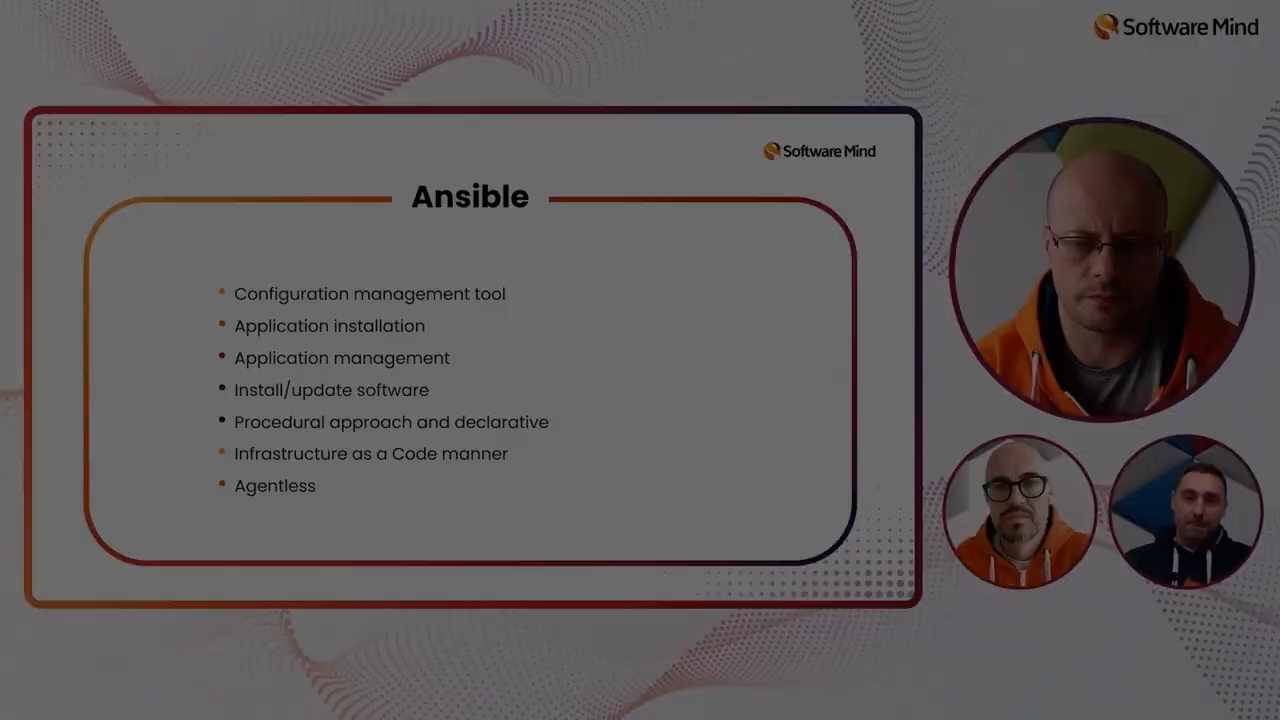 Software Mind
Software Mind
Ansible
Configuration management tool
Application installation
Application management
Install/update software
Procedural approach and declarative
Infrastructure as a Code manner
Agentless